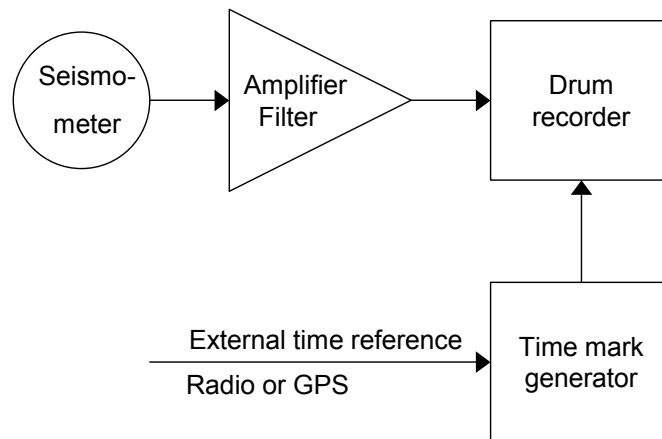 Seismo-
meter
Amplifier
Filter
Drum
recorder
External time reference
Radio or GPS
Time mark
generator